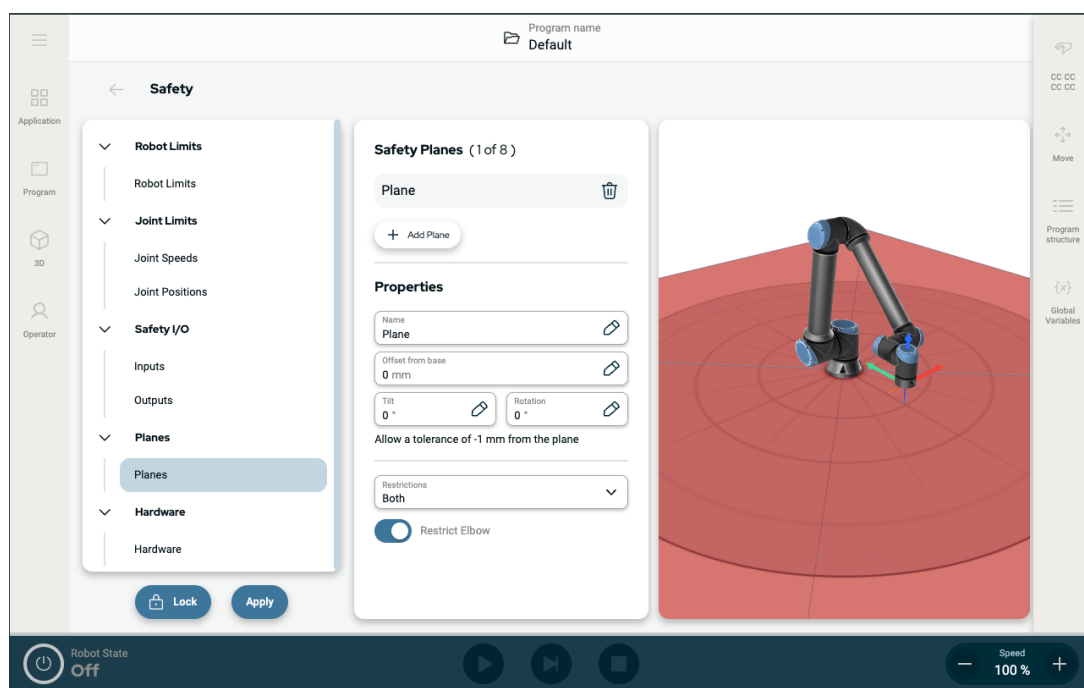 Program name
Default
Application
Program
3D
Operator
Safety
Robot Limits
Robot Limits
Joint Limits
Joint Speeds
Joint Positions
Safety I/O
Inputs
Outputs
Planes
Planes
Hardware
Hardware
Lock
Apply
Safety Planes (1 of 8)
Plane
+ Add Plane
Properties
Name
Plane
Offset from base
0 mm
Tilt
0 °
Rotation
0 °
Allow a tolerance of -1 mm from the plane
Restrictions
Both
Restrict Elbow
CC CC
CC CC
Move
Program
structure
{x}
Global
Variables
Robot State
Off
Speed
100 %